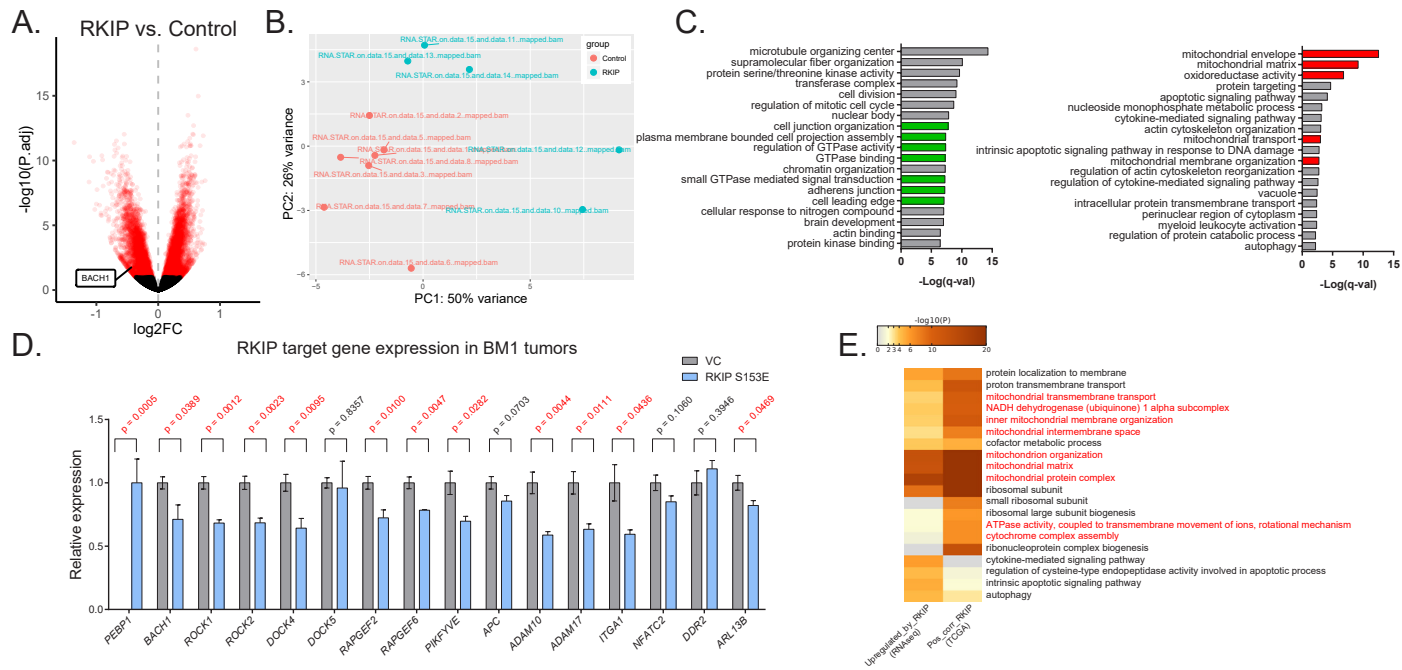 A.
RKIP vs. Control
-log10(P.adj)
15
10
5
0
BACH1
-1
0
1
log2FC
B.
RNA.STAR.on.data.15.and.data.11..mapped.bam
RNA.STAR.on.data.15.and.data.13..mapped.bam
RNA.STAR.on.data.15.and.data.14..mapped.bam
group
Control
RKIP
RNA.STAR.on.data.15.and.data.2..mapped.bam
RNA.STAR.on.data.15.and.data.5..mapped.bam
RNA.STAR.on.data.15.and.data.12..mapped.bam
RNA.STAR.on.data.15.and.data.8..mapped.bam
RNA.STAR.on.data.15.and.data.3..mapped.bam
RNA.STAR.on.data.15.and.data.7..mapped.bam
RNA.STAR.on.data.15.and.data.10..mapped.bam
RNA.STAR.on.data.15.and.data.6..mapped.bam
PC2: 26% variance
3
0
-3
-6
-5
0
5
PC1: 50% variance
C.
microtubule organizing center
supramolecular fiber organization
protein serine/threonine kinase activity
transferase complex
cell division
regulation of mitotic cell cycle
nuclear body
cell junction organization
plasma membrane bounded cell projection assembly
regulation of GTPase activity
GTPase binding
chromatin organization
small GTPase mediated signal transduction
adherens junction
cell leading edge
cellular response to nitrogen compound
brain development
actin binding
protein kinase binding
0 5 10 15
-Log(q-val)
mitochondrial envelope
mitochondrial matrix
oxidoreductase activity
protein targeting
apoptotic signaling pathway
nucleoside monophosphate metabolic process
cytokine-mediated signaling pathway
actin cytoskeleton organization
mitochondrial transport
intrinsic apoptotic signaling pathway in response to DNA damage
mitochondrial membrane organization
regulation of actin cytoskeleton reorganization
regulation of cytokine-mediated signaling pathway
vacuole
intracellular protein transmembrane transport
perinuclear region of cytoplasm
myeloid leukocyte activation
regulation of protein catabolic process
autophagy
0 5 10 15
-Log(q-val)
D.
RKIP target gene expression in BM1 tumors
VC
RKIP S153E
p = 0.0005
p = 0.0389
p = 0.0012
p = 0.0023
p = 0.0095
p = 0.8357
p = 0.0100
p = 0.0047
p = 0.0282
p = 0.0703
p = 0.0044
p = 0.0111
p = 0.0436
p = 0.1060
p = 0.3946
p = 0.0469
Relative expression
1.5
1.0
0.5
0.0
PEBP1
BACH1
ROCK1
ROCK2
DOCK4
DOCK5
RAPGEF2
RAPGEF6
PIKFYVE
APC
ADAM10
ADAM17
ITGA1
NFATC2
DDR2
ARL13B
E.
-log10(P)
0 2 3 4 6 10 20
protein localization to membrane
proton transmembrane transport
mitochondrial transmembrane transport
NADH dehydrogenase (ubiquinone) 1 alpha subcomplex
inner mitochondrial membrane organization
mitochondrial intermembrane space
cofactor metabolic process
mitochondrion organization
mitochondrial matrix
mitochondrial protein complex
ribosomal subunit
small ribosomal subunit
ribosomal large subunit biogenesis
ATPase activity, coupled to transmembrane movement of ions, rotational mechanism
cytochrome complex assembly
ribonucleoprotein complex biogenesis
cytokine-mediated signaling pathway
regulation of cysteine-type endopeptidase activity involved in apoptotic process
intrinsic apoptotic signaling pathway
autophagy
Upregulated_by_RKIP
(RNAseq)
Pos_corr_RKIP
(TCGA)